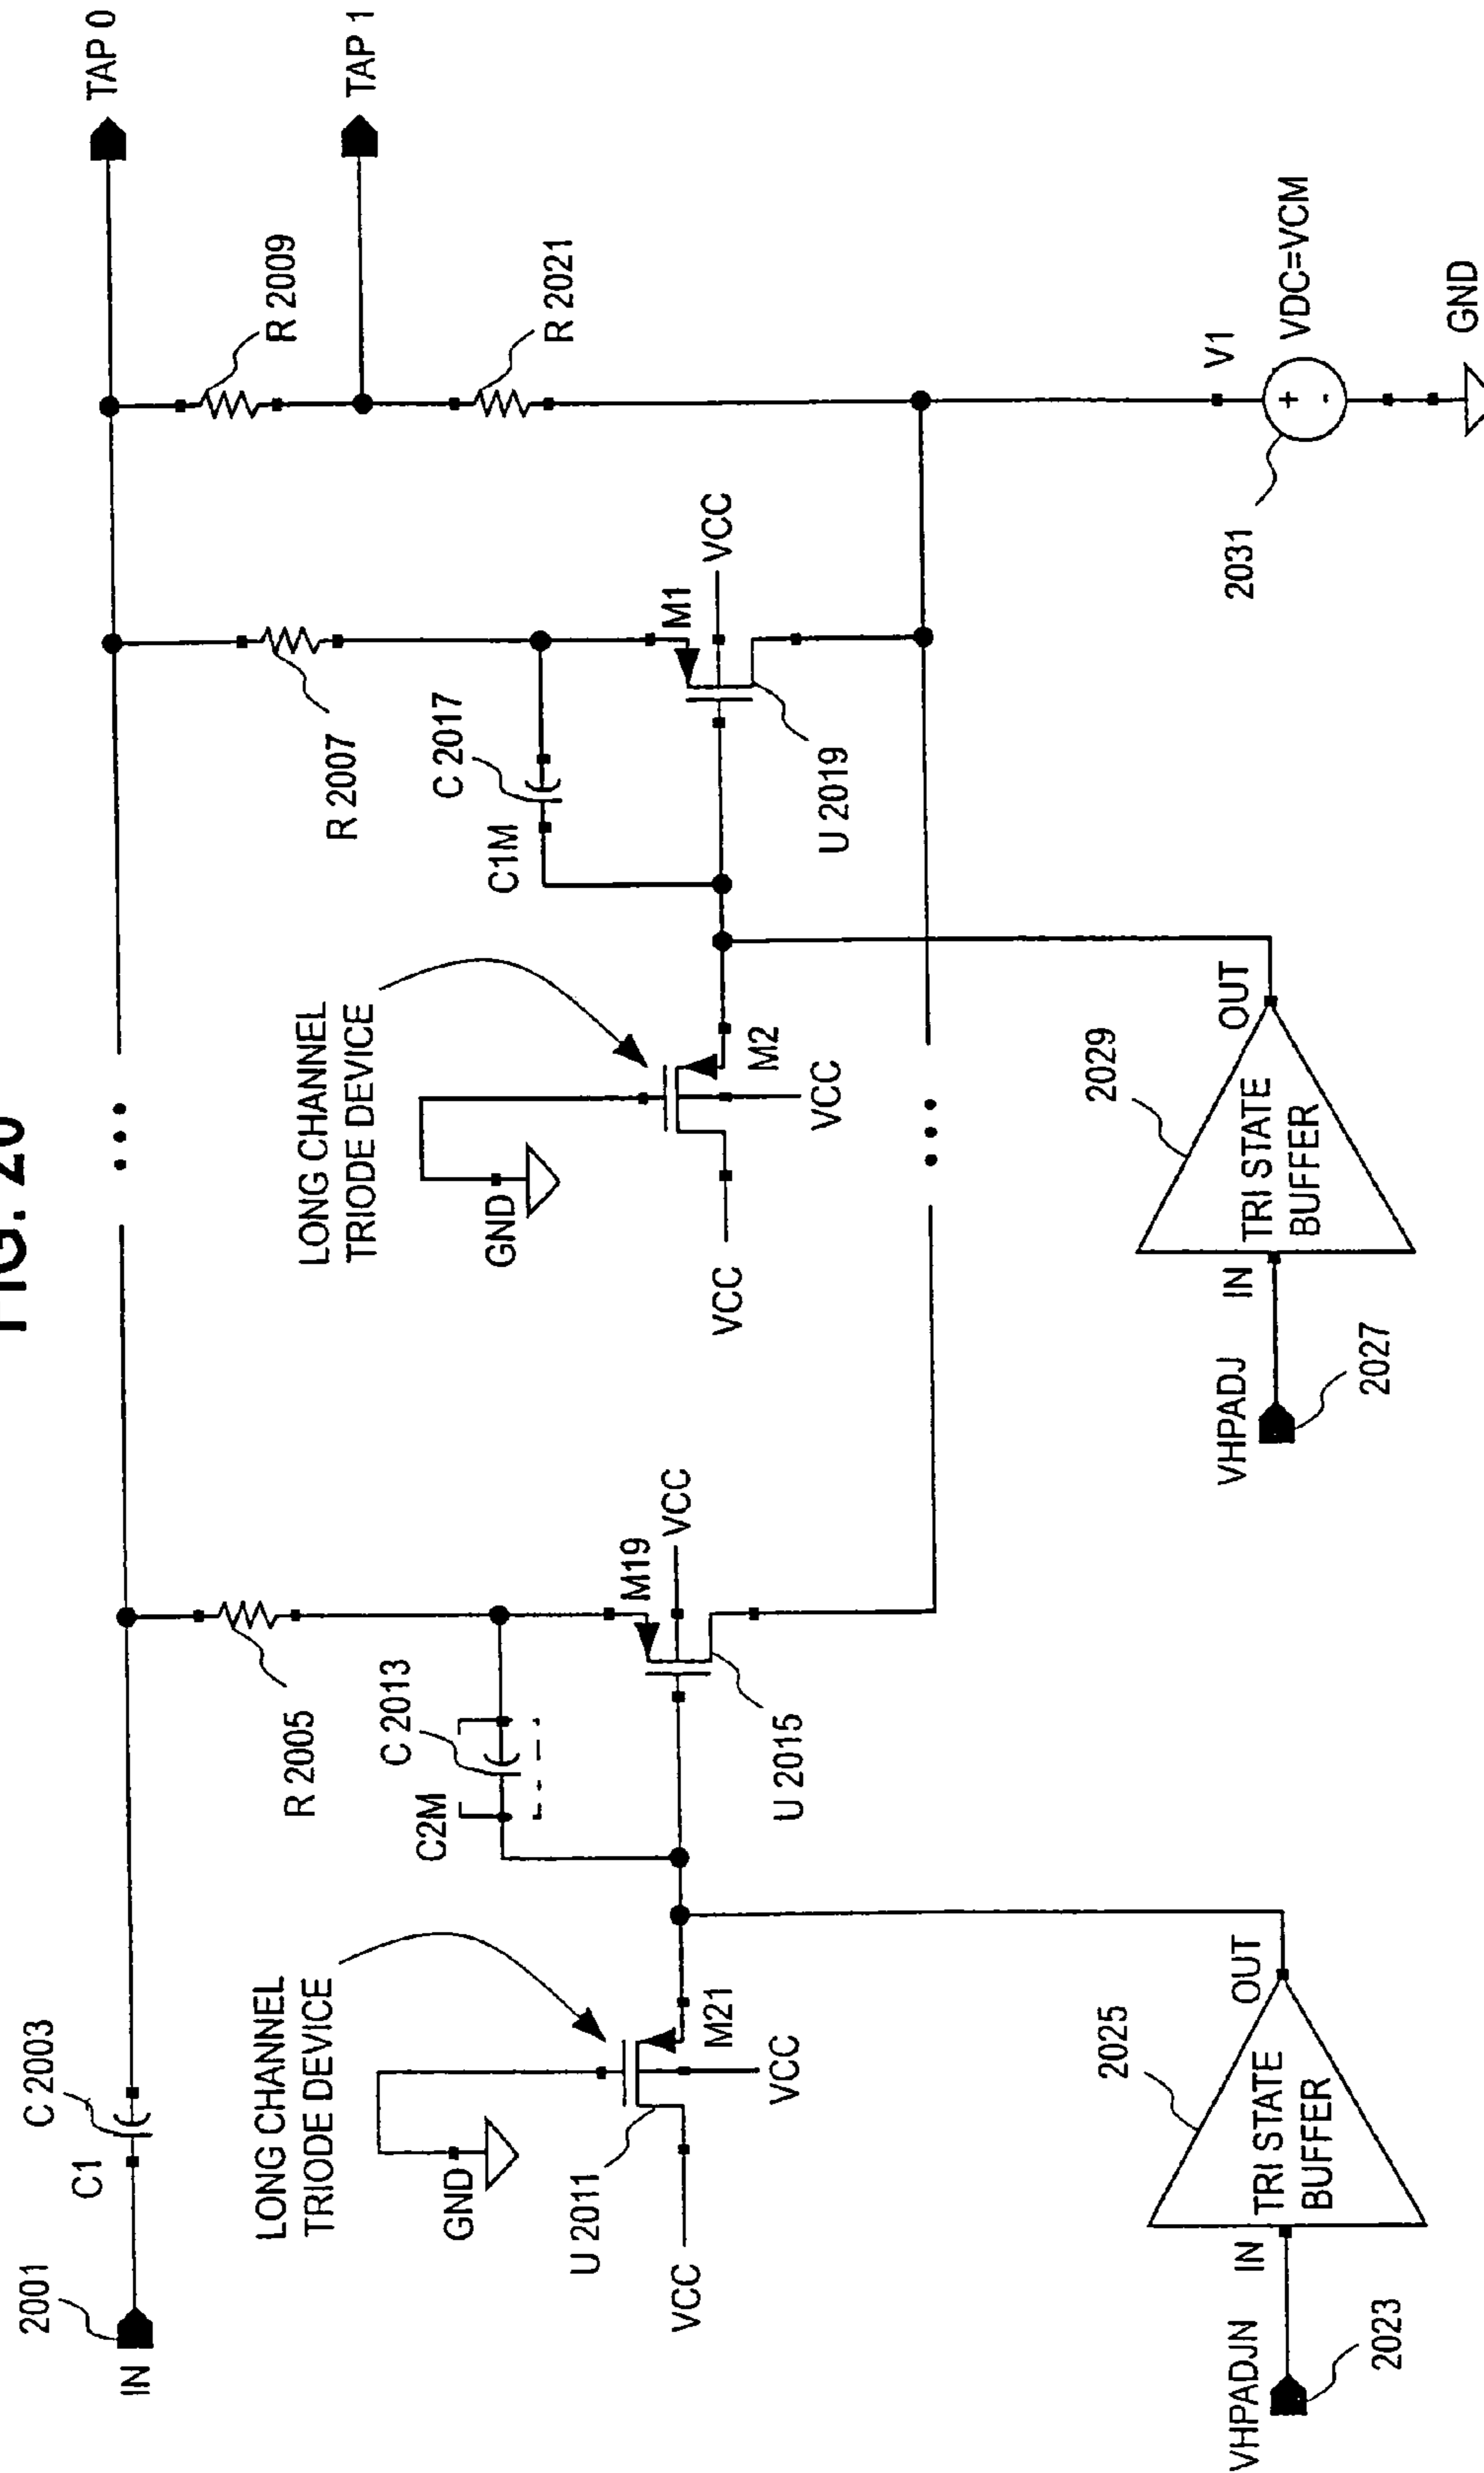 FIG. 20
2001
IN
C1
C 2003
TAP 0
R 2009
TAP 1
R 2021
R 2005
R 2007
LONG CHANNEL
TRIODE DEVICE
GND
U 2011
VCC
M21
VCC
C2M
C 2013
M19
VCC
U 2015
LONG CHANNEL
TRIODE DEVICE
GND
VCC
M2
VCC
C1M
C 2017
M1
VCC
U 2019
VHPADJN
2023
IN
TRI STATE
BUFFER
OUT
2025
VHPADJ
2027
IN
TRI STATE
BUFFER
OUT
2029
2031
V1
+
-
VDC=VCM
GND